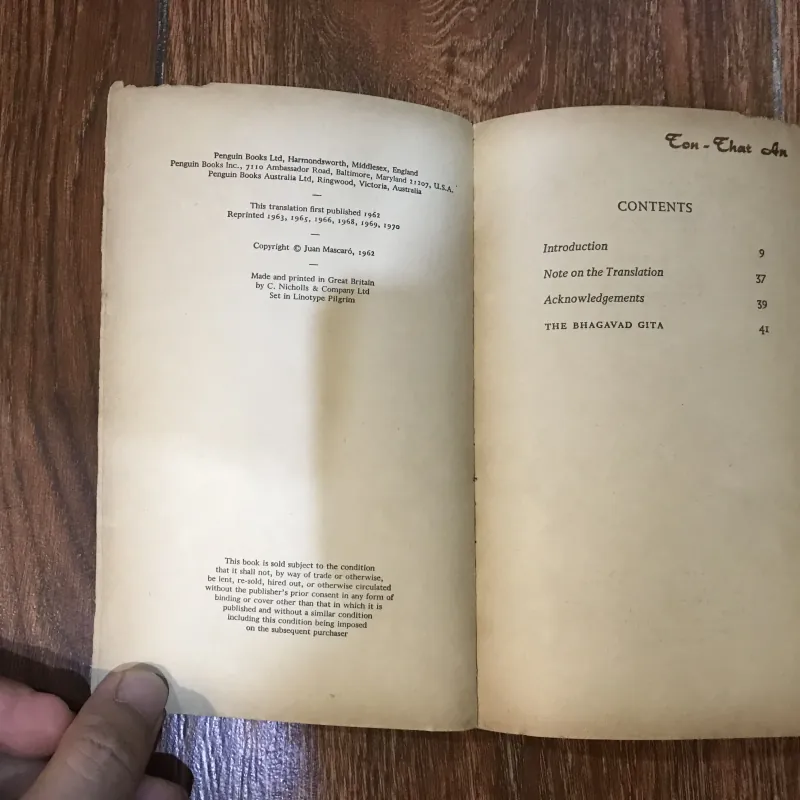 Penguin Books Ltd, Harmondsworth, Middlesex, England
Penguin Books Inc., 7110 Ambassador Road, Baltimore, Maryland 21207, U.S.A.
Penguin Books Australia Ltd, Ringwood, Victoria, Australia
—
This translation first published 1962
Reprinted 1963, 1965, 1966, 1968, 1969, 1970
—
Copyright © Juan Mascaró, 1962
—
Made and printed in Great Britain
by C. Nicholls & Company Ltd
Set in Linotype Pilgrim
This book is sold subject to the condition
that it shall not, by way of trade or otherwise,
be lent, re-sold, hired out, or otherwise circulated
without the publisher's prior consent in any form of
binding or cover other than that in which it is
published and without a similar condition
including this condition being imposed
on the subsequent purchaser
Ton - That An
CONTENTS
Introduction 9
Note on the Translation 37
Acknowledgements 39
THE BHAGAVAD GITA 41